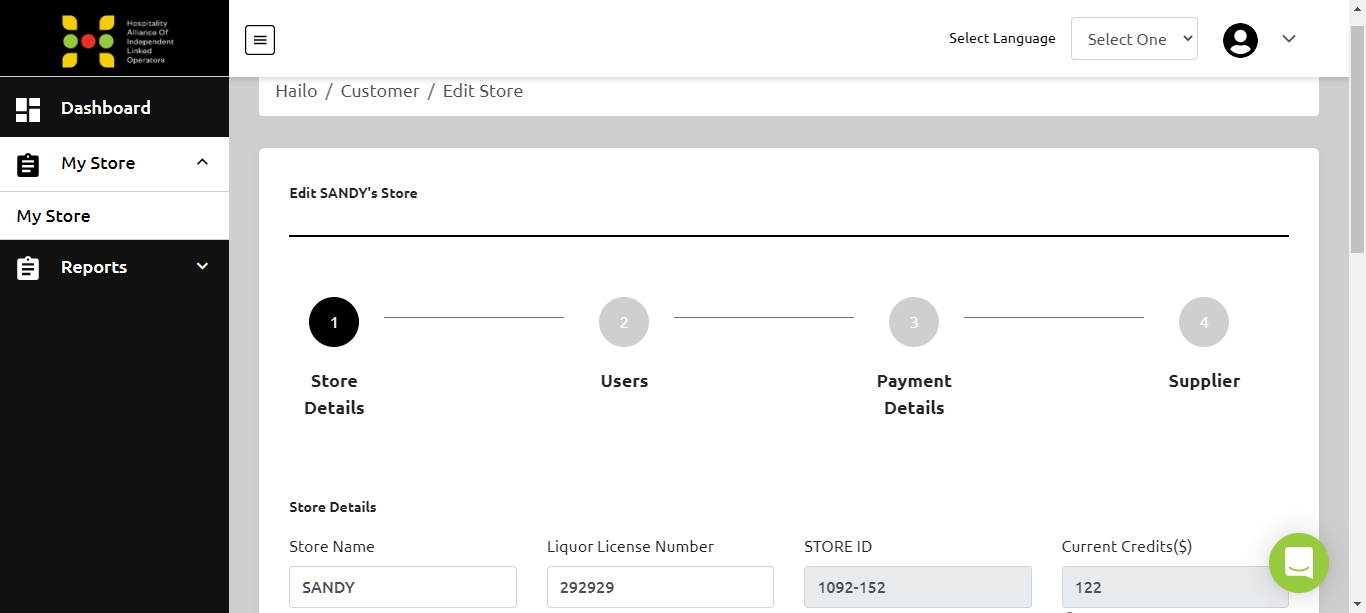 Hospitality
Alliance Of
Independent
Linked
Operators
Select Language
Select One
Hailo / Customer / Edit Store
Dashboard
My Store
My Store
Reports
Edit SANDY's Store
1
2
3
4
Store
Details
Users
Payment
Details
Supplier
Store Details
Store Name
Liquor License Number
STORE ID
Current Credits($)
SANDY
292929
1092-152
122